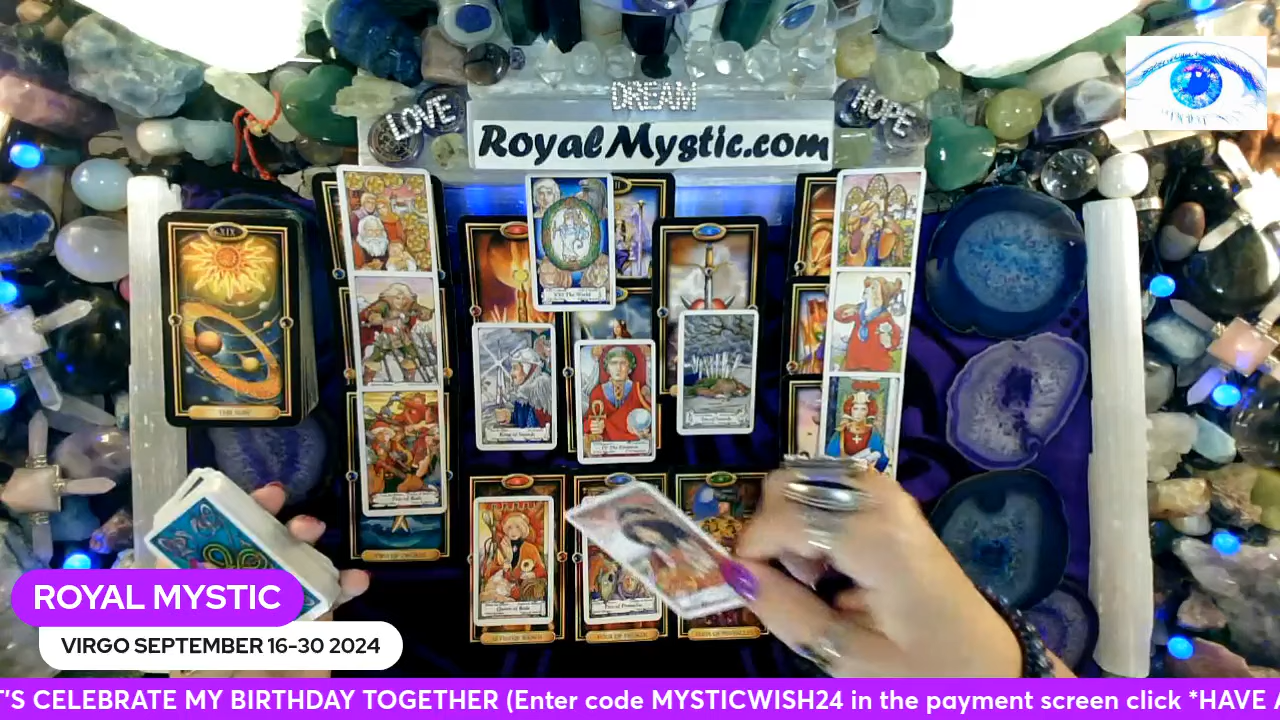 DREAM
LOVE
HOPE
RoyalMystic.com
XIX
XXI The World
King of Swords
IV The Emperor
Queen of Rods
ROYAL MYSTIC
VIRGO SEPTEMBER 16-30 2024
T'S CELEBRATE MY BIRTHDAY TOGETHER (Enter code MYSTICWISH24 in the payment screen click *HAVE A